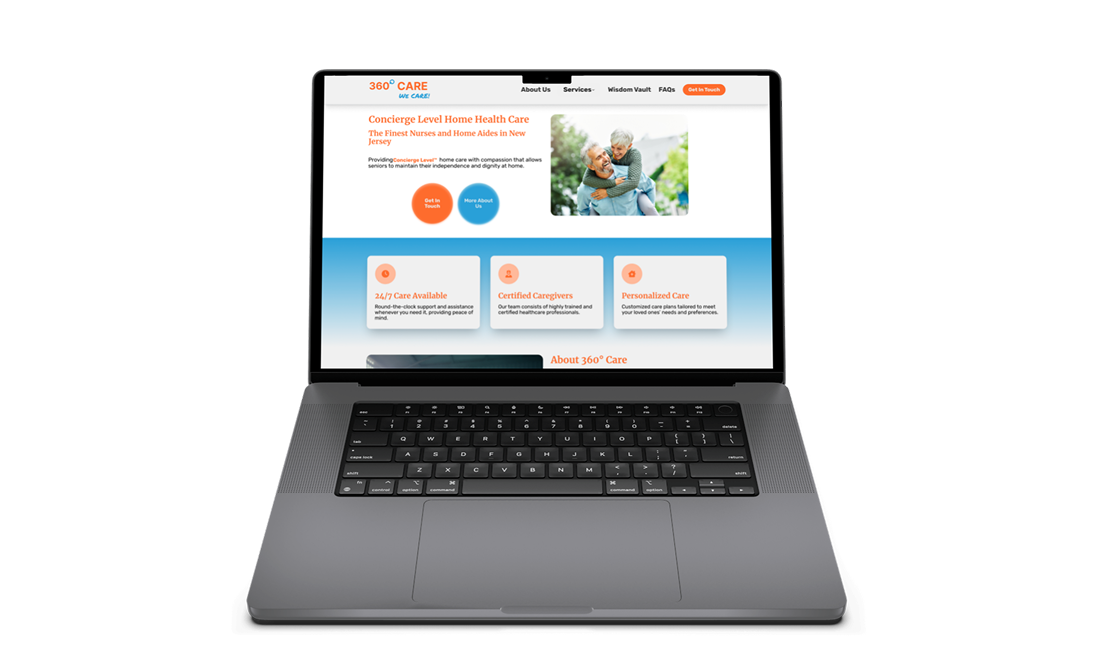 360° CARE
WE CARE!
About Us
Services
Wisdom Vault
FAQs
Get In Touch
Concierge Level Home Health Care
The Finest Nurses and Home Aides in New
Jersey
ProvidingConcierge Level™ home care with compassion that allows
seniors to maintain their independence and dignity at home.
Get In
Touch
More About
Us
24/7 Care Available
Round-the-clock support and assistance
whenever you need it, providing peace of
mind.
Certified Caregivers
Our team consists of highly trained and
certified healthcare professionals.
Personalized Care
Customized care plans tailored to meet
your loved ones' needs and preferences.
About 360° Care
esc
1 2 3 4 5 6 7 8 9 0 delete
tab Q W E R T Y U I O P { } | \
caps lock A S D F G H J K L return
shift Z X C V B N M < > ? shift
fn control option command command option